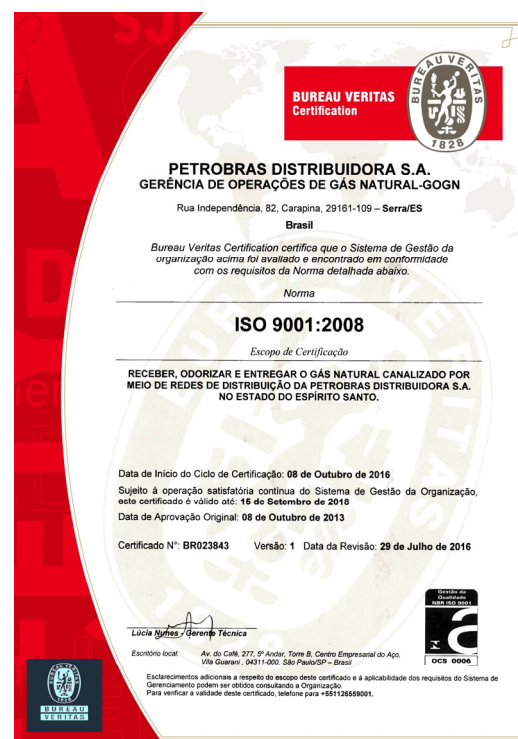 BUREAU VERITAS
Certification
BUREAU VERITAS
1828
PETROBRAS DISTRIBUIDORA S.A.
GERÊNCIA DE OPERAÇÕES DE GÁS NATURAL-GOGN
Rua Independência, 82, Carapina, 29161-109 – Serra/ES
Brasil
Bureau Veritas Certification certifica que o Sistema de Gestão da
organização acima foi avaliado e encontrado em conformidade
com os requisitos da Norma detalhada abaixo.
Norma
ISO 9001:2008
Escopo de Certificação
RECEBER, ODORIZAR E ENTREGAR O GÁS NATURAL CANALIZADO POR
MEIO DE REDES DE DISTRIBUIÇÃO DA PETROBRAS DISTRIBUIDORA S.A.
NO ESTADO DO ESPÍRITO SANTO.
Data de Início do Ciclo de Certificação: 08 de Outubro de 2016
Sujeito à operação satisfatória contínua do Sistema de Gestão da Organização,
este certificado é válido até: 15 de Setembro de 2018
Data de Aprovação Original: 08 de Outubro de 2013
Certificado N°: BR023843 Versão: 1 Data da Revisão: 29 de Julho de 2016
Gestão da
Qualidade
NBR ISO 9001
OCS 0006
Lúcia Nunes - Gerente Técnica
Escritório local: Av. do Café, 277, 5º Andar, Torre B, Centro Empresarial do Aço,
Vila Guarani , 04311-000. São Paulo/SP – Brasil
Esclarecimentos adicionais a respeito do escopo deste certificado e à aplicabilidade dos requisitos do Sistema de
Gerenciamento podem ser obtidos consultando a Organização.
Para verificar a validade deste certificado, telefone para +551126559001.
BUREAU
VERITAS